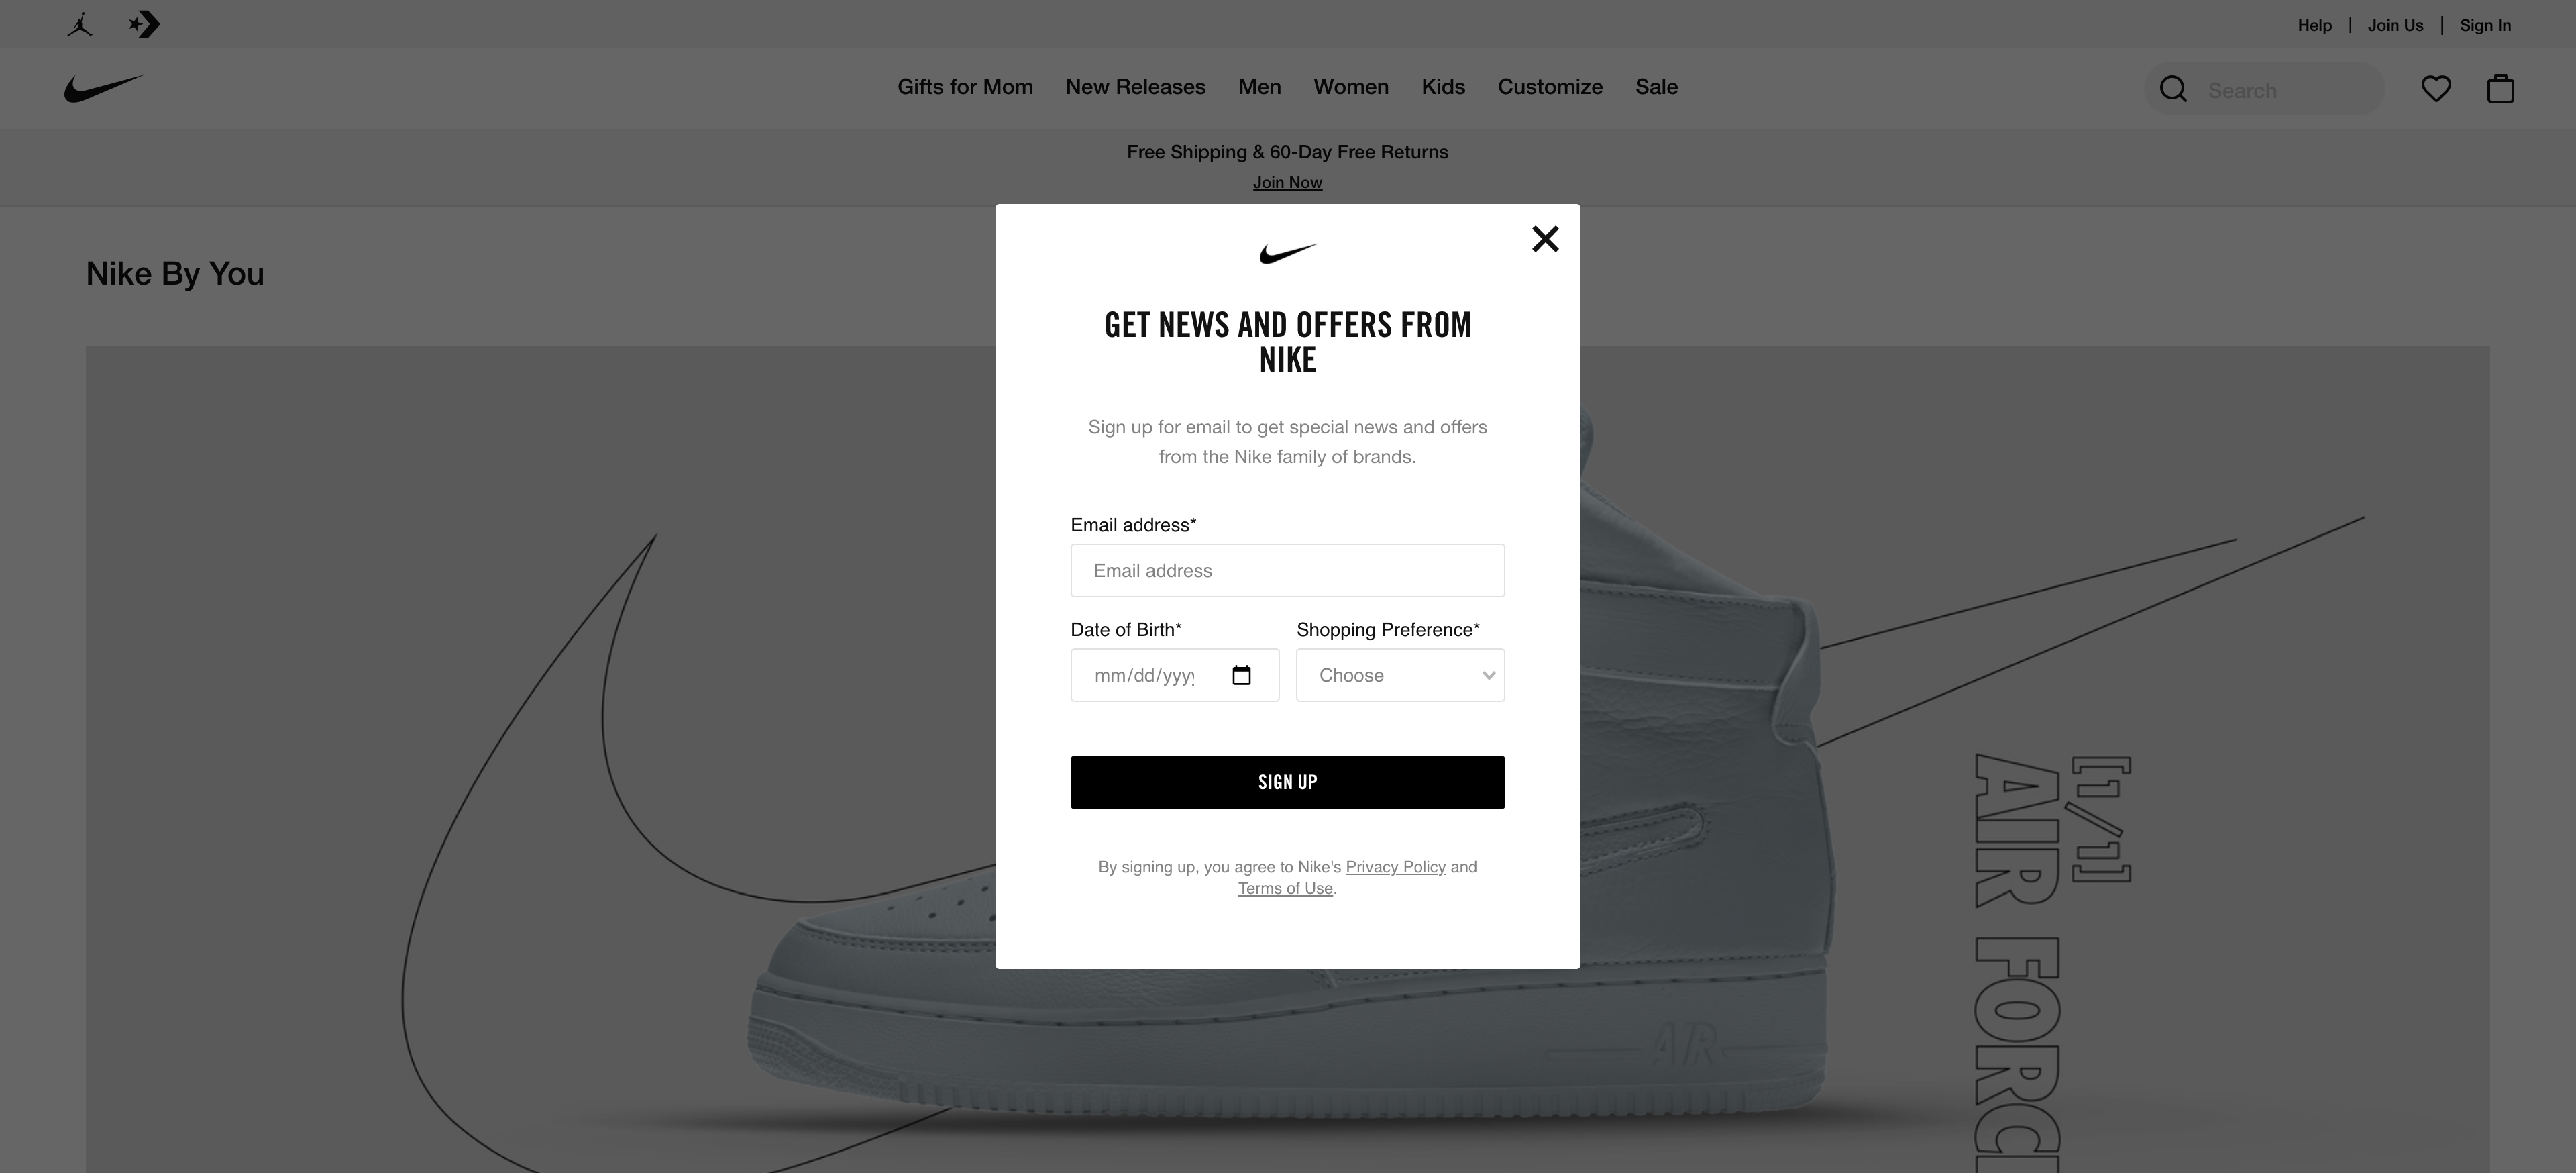 Help
Join Us
Sign In
Gifts for Mom
New Releases
Men
Women
Kids
Customize
Sale
Search
Free Shipping & 60-Day Free Returns
Join Now
Nike By You
GET NEWS AND OFFERS FROM
NIKE
Sign up for email to get special news and offers
from the Nike family of brands.
Email address*
Email address
Date of Birth*
Shopping Preference*
mm/dd/yyyy
Choose
SIGN UP
By signing up, you agree to Nike's Privacy Policy and
Terms of Use.
[1/1]
AIR FORCE
AIR